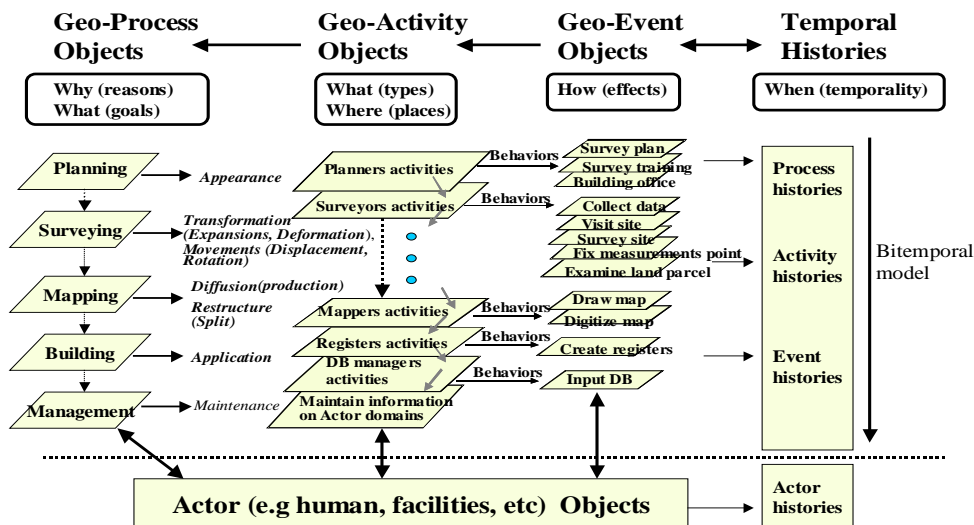 Geo-Process
Objects
Geo-Activity
Objects
Geo-Event
Objects
Temporal
Histories
Why (reasons)
What (goals)
What (types)
Where (places)
How (effects)
When (temporality)
Planning
Appearance
Surveying
Transformation
(Expansions, Deformation),
Movements (Displacement,
Rotation)
Mapping
Diffusion(production)
Restructure
(Split)
Building
Application
Management
Maintenance
Planners activities
Surveyors activities
Mappers activities
Registers activities
DB managers
activities
Maintain information
on Actor domains
Behaviors
Behaviors
Behaviors
Behaviors
Behaviors
Survey plan
Survey training
Building office
Collect data
Visit site
Survey site
Fix measurements point
Examine land parcel
Draw map
Digitize map
Create registers
Input DB
Process
histories
Activity
histories
Event
histories
Bitemporal
model
Actor (e.g human, facilities, etc) Objects
Actor
histories